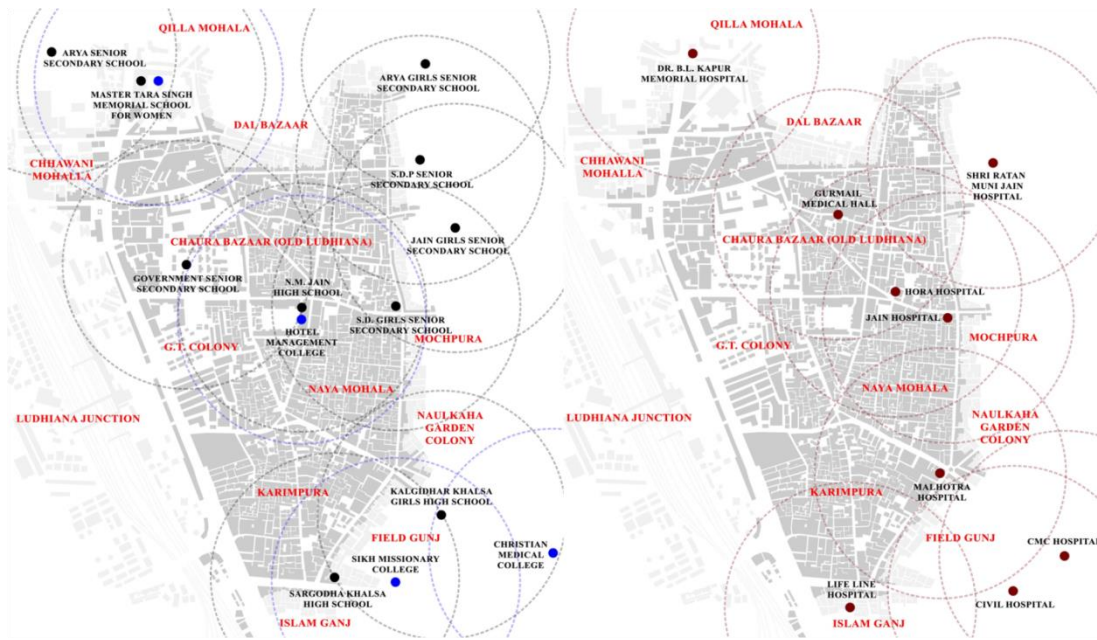 QILLA MOHALA
ARYA SENIOR
SECONDARY SCHOOL
MASTER TARA SINGH
MEMORIAL SCHOOL
FOR WOMEN
ARYA GIRLS SENIOR
SECONDARY SCHOOL
DAL BAZAAR
CHHAWANI
MOHALLA
S.D.P SENIOR
SECONDARY SCHOOL
JAIN GIRLS SENIOR
SECONDARY SCHOOL
CHAURA BAZAAR (OLD LUDHIANA)
GOVERNMENT SENIOR
SECONDARY SCHOOL
N.M. JAIN
HIGH SCHOOL
HOTEL
MANAGEMENT
COLLEGE
S.D. GIRLS SENIOR
SECONDARY SCHOOL
MOCHPURA
G.T. COLONY
NAYA MOHALA
LUDHIANA JUNCTION
NAULKAHA
GARDEN
COLONY
KARIMPURA
KALGIDHAR KHALSA
GIRLS HIGH SCHOOL
FIELD GUNJ
CHRISTIAN
MEDICAL
COLLEGE
SIKH MISSIONARY
COLLEGE
SARGODHA KHALSA
HIGH SCHOOL
ISLAM GANJ
QILLA MOHALA
DR. B.L. KAPUR
MEMORIAL HOSPITAL
DAL BAZAAR
CHHAWANI
MOHALLA
SHRI RATAN
MUNI JAIN
HOSPITAL
GURMAIL
MEDICAL HALL
CHAURA BAZAAR (OLD LUDHIANA)
HORA HOSPITAL
JAIN HOSPITAL
MOCHPURA
G.T. COLONY
NAYA MOHALA
LUDHIANA JUNCTION
NAULKAHA
GARDEN
COLONY
KARIMPURA
MALHOTRA
HOSPITAL
FIELD GUNJ
CMC HOSPITAL
LIFE LINE
HOSPITAL
CIVIL HOSPITAL
ISLAM GANJ